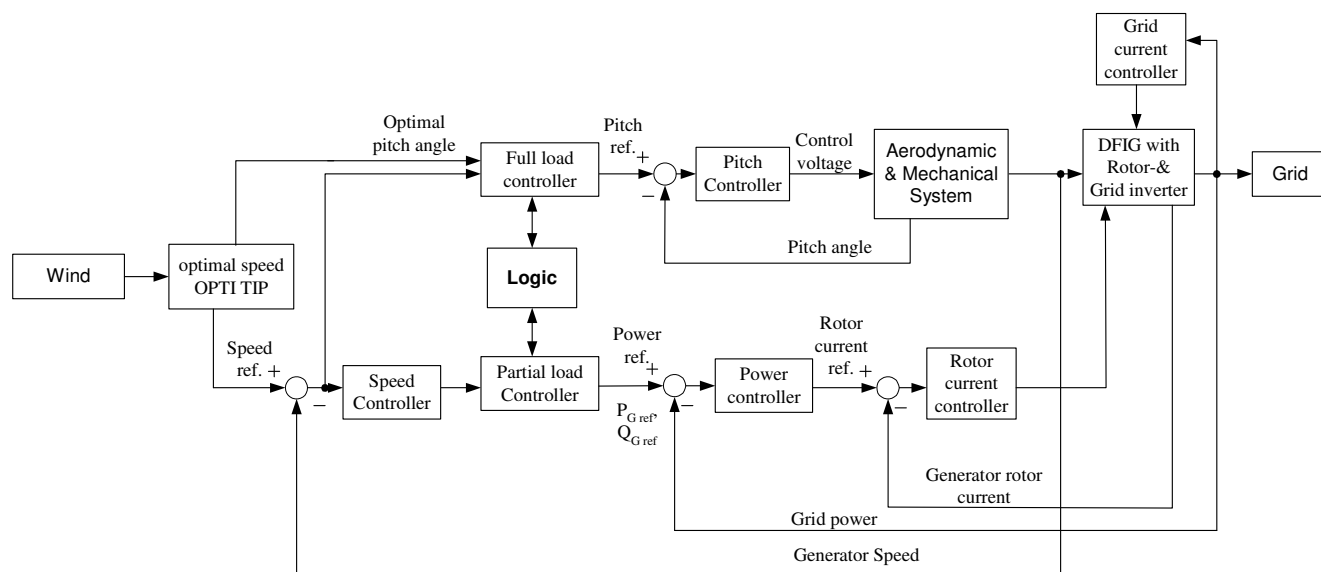 Grid
current
controller
Optimal
pitch angle
Full load
controller
Pitch
ref.
+
−
Pitch
Controller
Control
voltage
Aerodynamic
& Mechanical
System
DFIG with
Rotor-&
Grid inverter
Grid
Pitch angle
Wind
optimal speed
OPTI TIP
Logic
Speed
ref. +
−
Speed
Controller
Partial load
Controller
Power
ref. +
−
P_G ref,
Q_G ref
Power
controller
Rotor
current
ref. +
−
Rotor
current
controller
Generator rotor
current
Grid power
Generator Speed